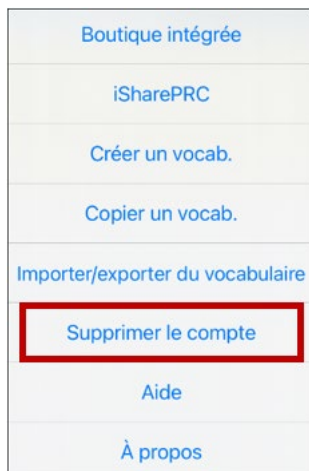 Boutique intégrée
iSharePRC
Créer un vocab.
Copier un vocab.
Importer/exporter du vocabulaire
Supprimer le compte
Aide
À propos